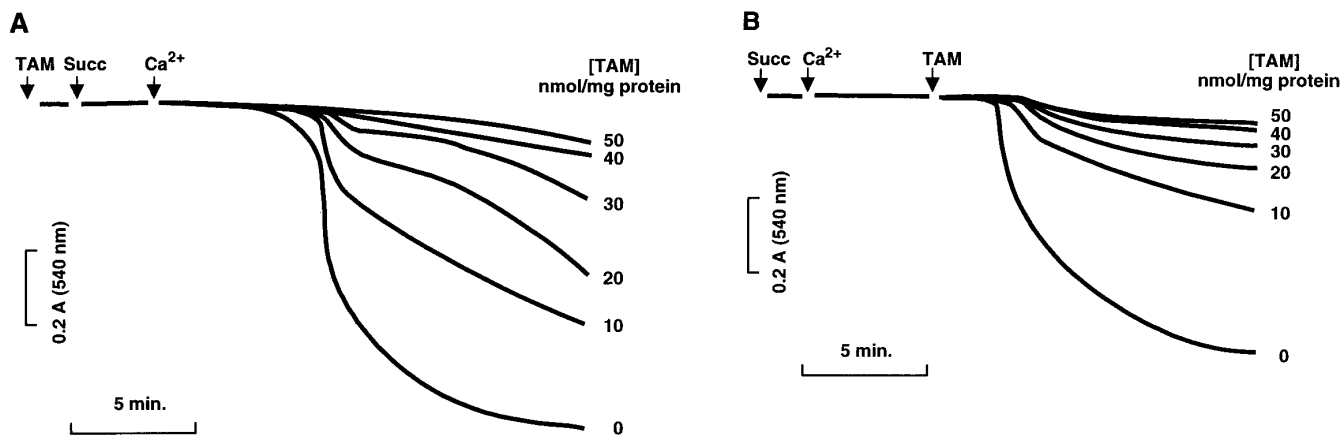 A
TAM Succ Ca2+
[TAM]
nmol/mg protein
50
40
30
20
10
0
0.2 A (540 nm)
5 min.
B
Succ Ca2+ TAM
[TAM]
nmol/mg protein
50
40
30
20
10
0
0.2 A (540 nm)
5 min.